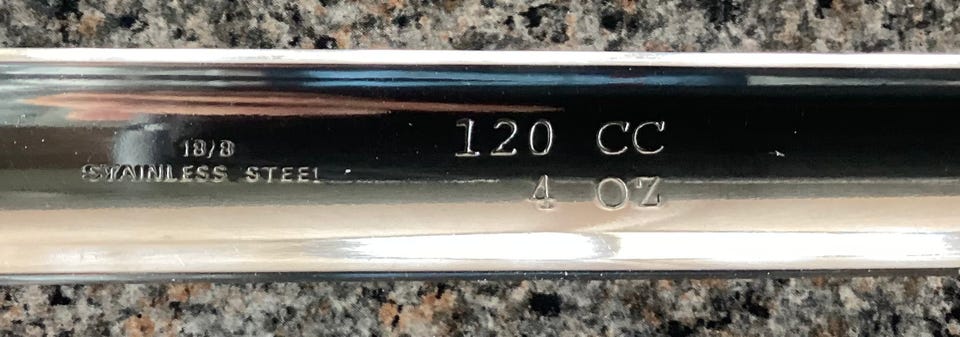 18/8
STAINLESS STEEL
120 CC
4 OZ